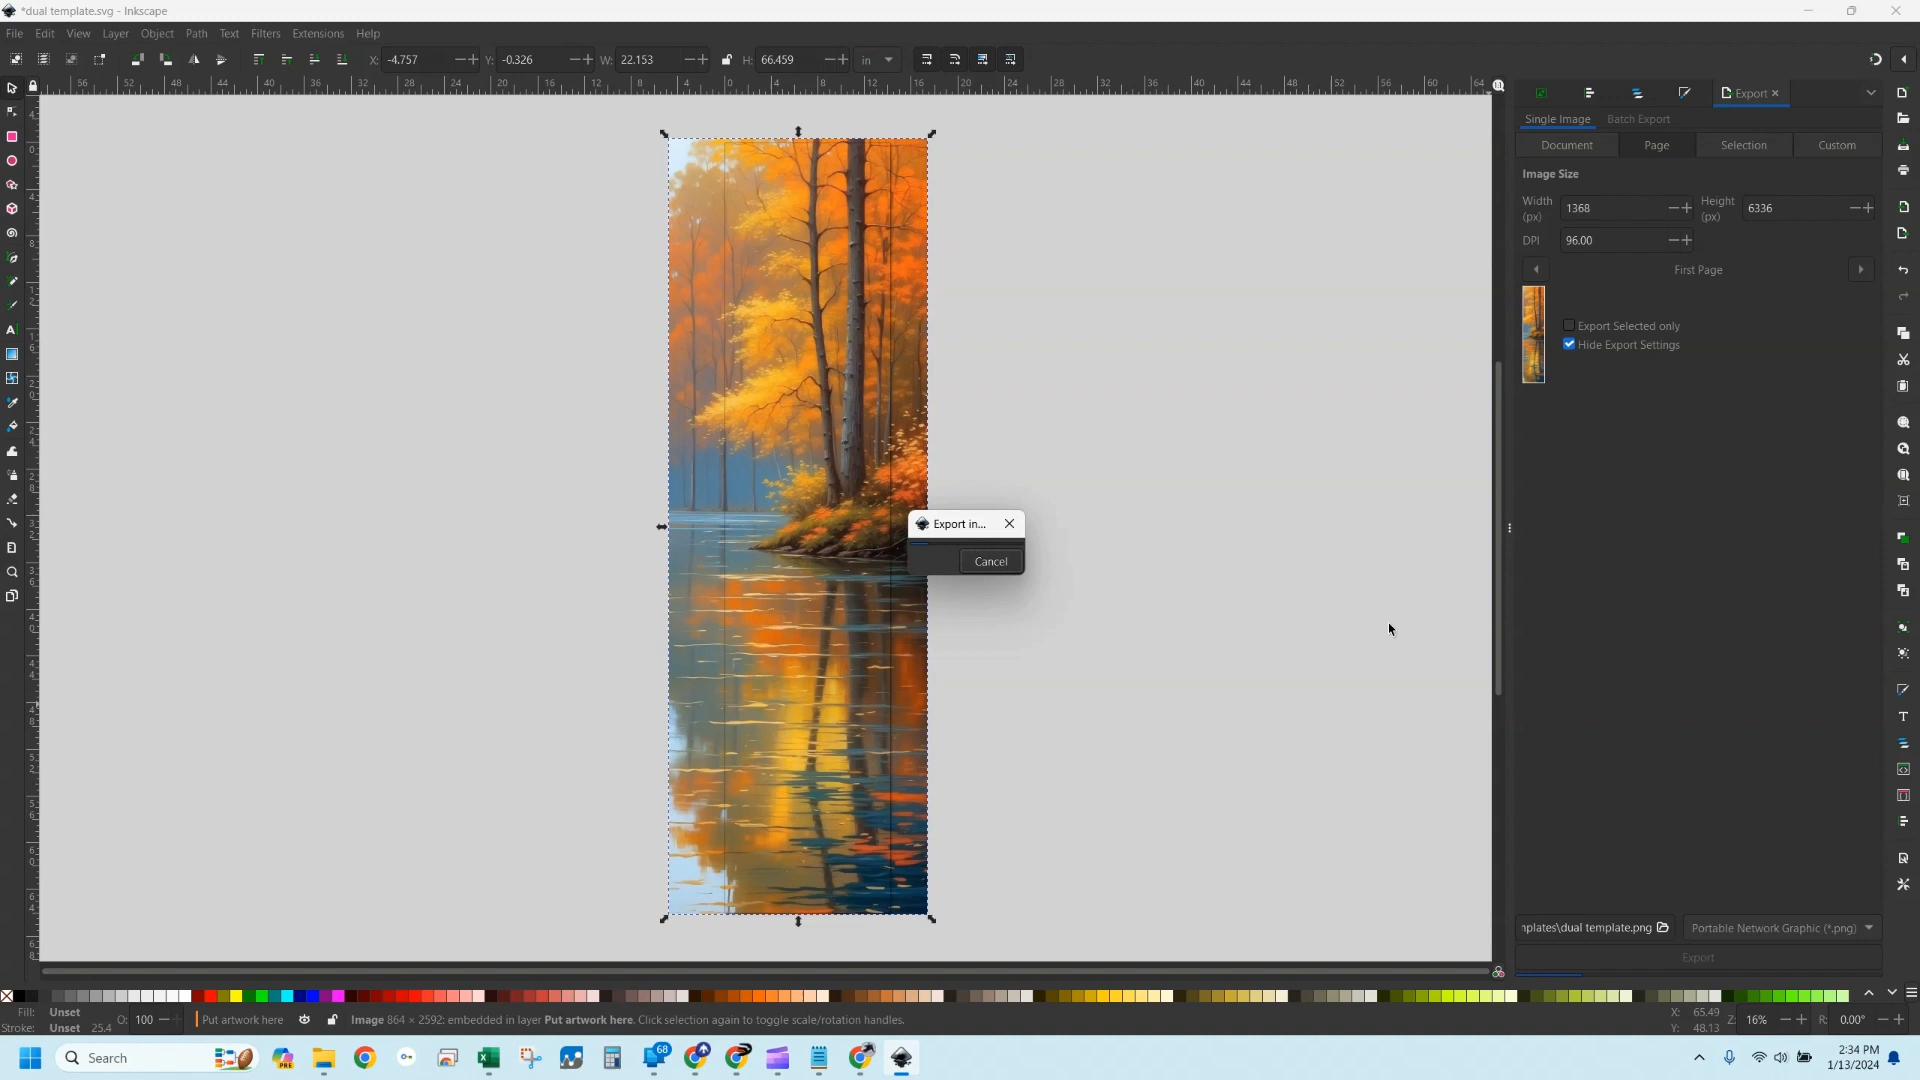 *dual template.svg - Inkscape
File Edit View Layer Object Path Text Filters Extensions Help
X: -4.757 Y: -0.326 W: 22.153 H: 66.459 in
Export
Single Image Batch Export
Document Page Selection Custom
Image Size
Width (px) 1368 Height (px) 6336
DPI 96.00
First Page
Export Selected only
Hide Export Settings
Export in...
Cancel
nplates\dual template.png Portable Network Graphic (*.png)
Export
Fill: Unset
Stroke: Unset 25.4 O: 100 Put artwork here Image 864 × 2592: embedded in layer Put artwork here. Click selection again to toggle scale/rotation handles.
X: 65.49
Y: 48.13 Z: 16% R: 0.00°
Search
PRE
68
2:34 PM
1/13/2024